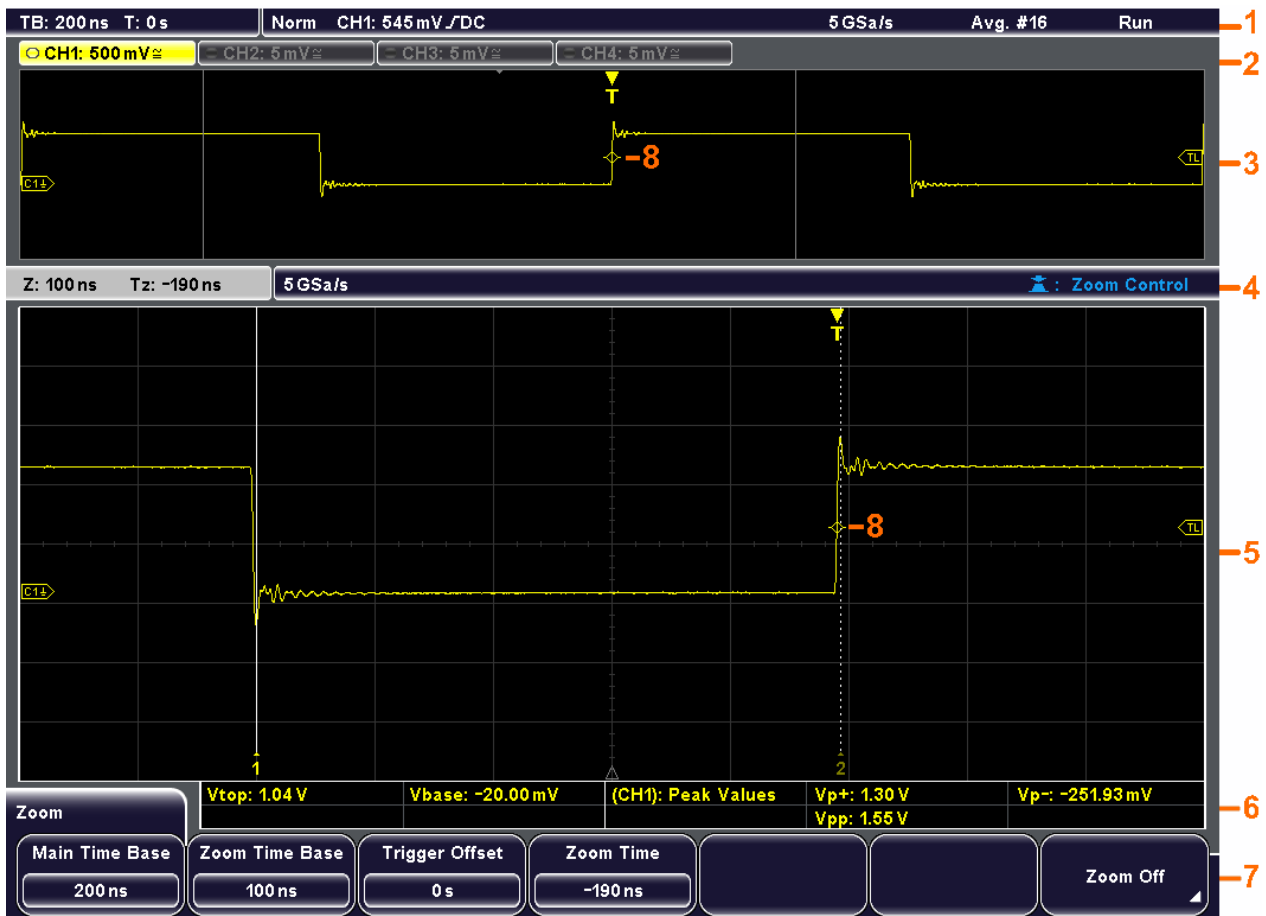 TB: 200 ns T: 0 s Norm CH1: 545 mV DC 5 GSa/s Avg. #16 Run 1
CH1: 500 mV≅ CH2: 5 mV≅ CH3: 5 mV≅ CH4: 5 mV≅ 2
T
8
C1 TL 3
Z: 100 ns Tz: -190 ns 5 GSa/s : Zoom Control 4
T
8 TL
5
C1
1 2
Zoom Vtop: 1.04 V Vbase: -20.00 mV (CH1): Peak Values Vp+: 1.30 V Vp-: -251.93 mV 6
Vpp: 1.55 V
Main Time Base Zoom Time Base Trigger Offset Zoom Time Zoom Off 7
200 ns 100 ns 0 s -190 ns